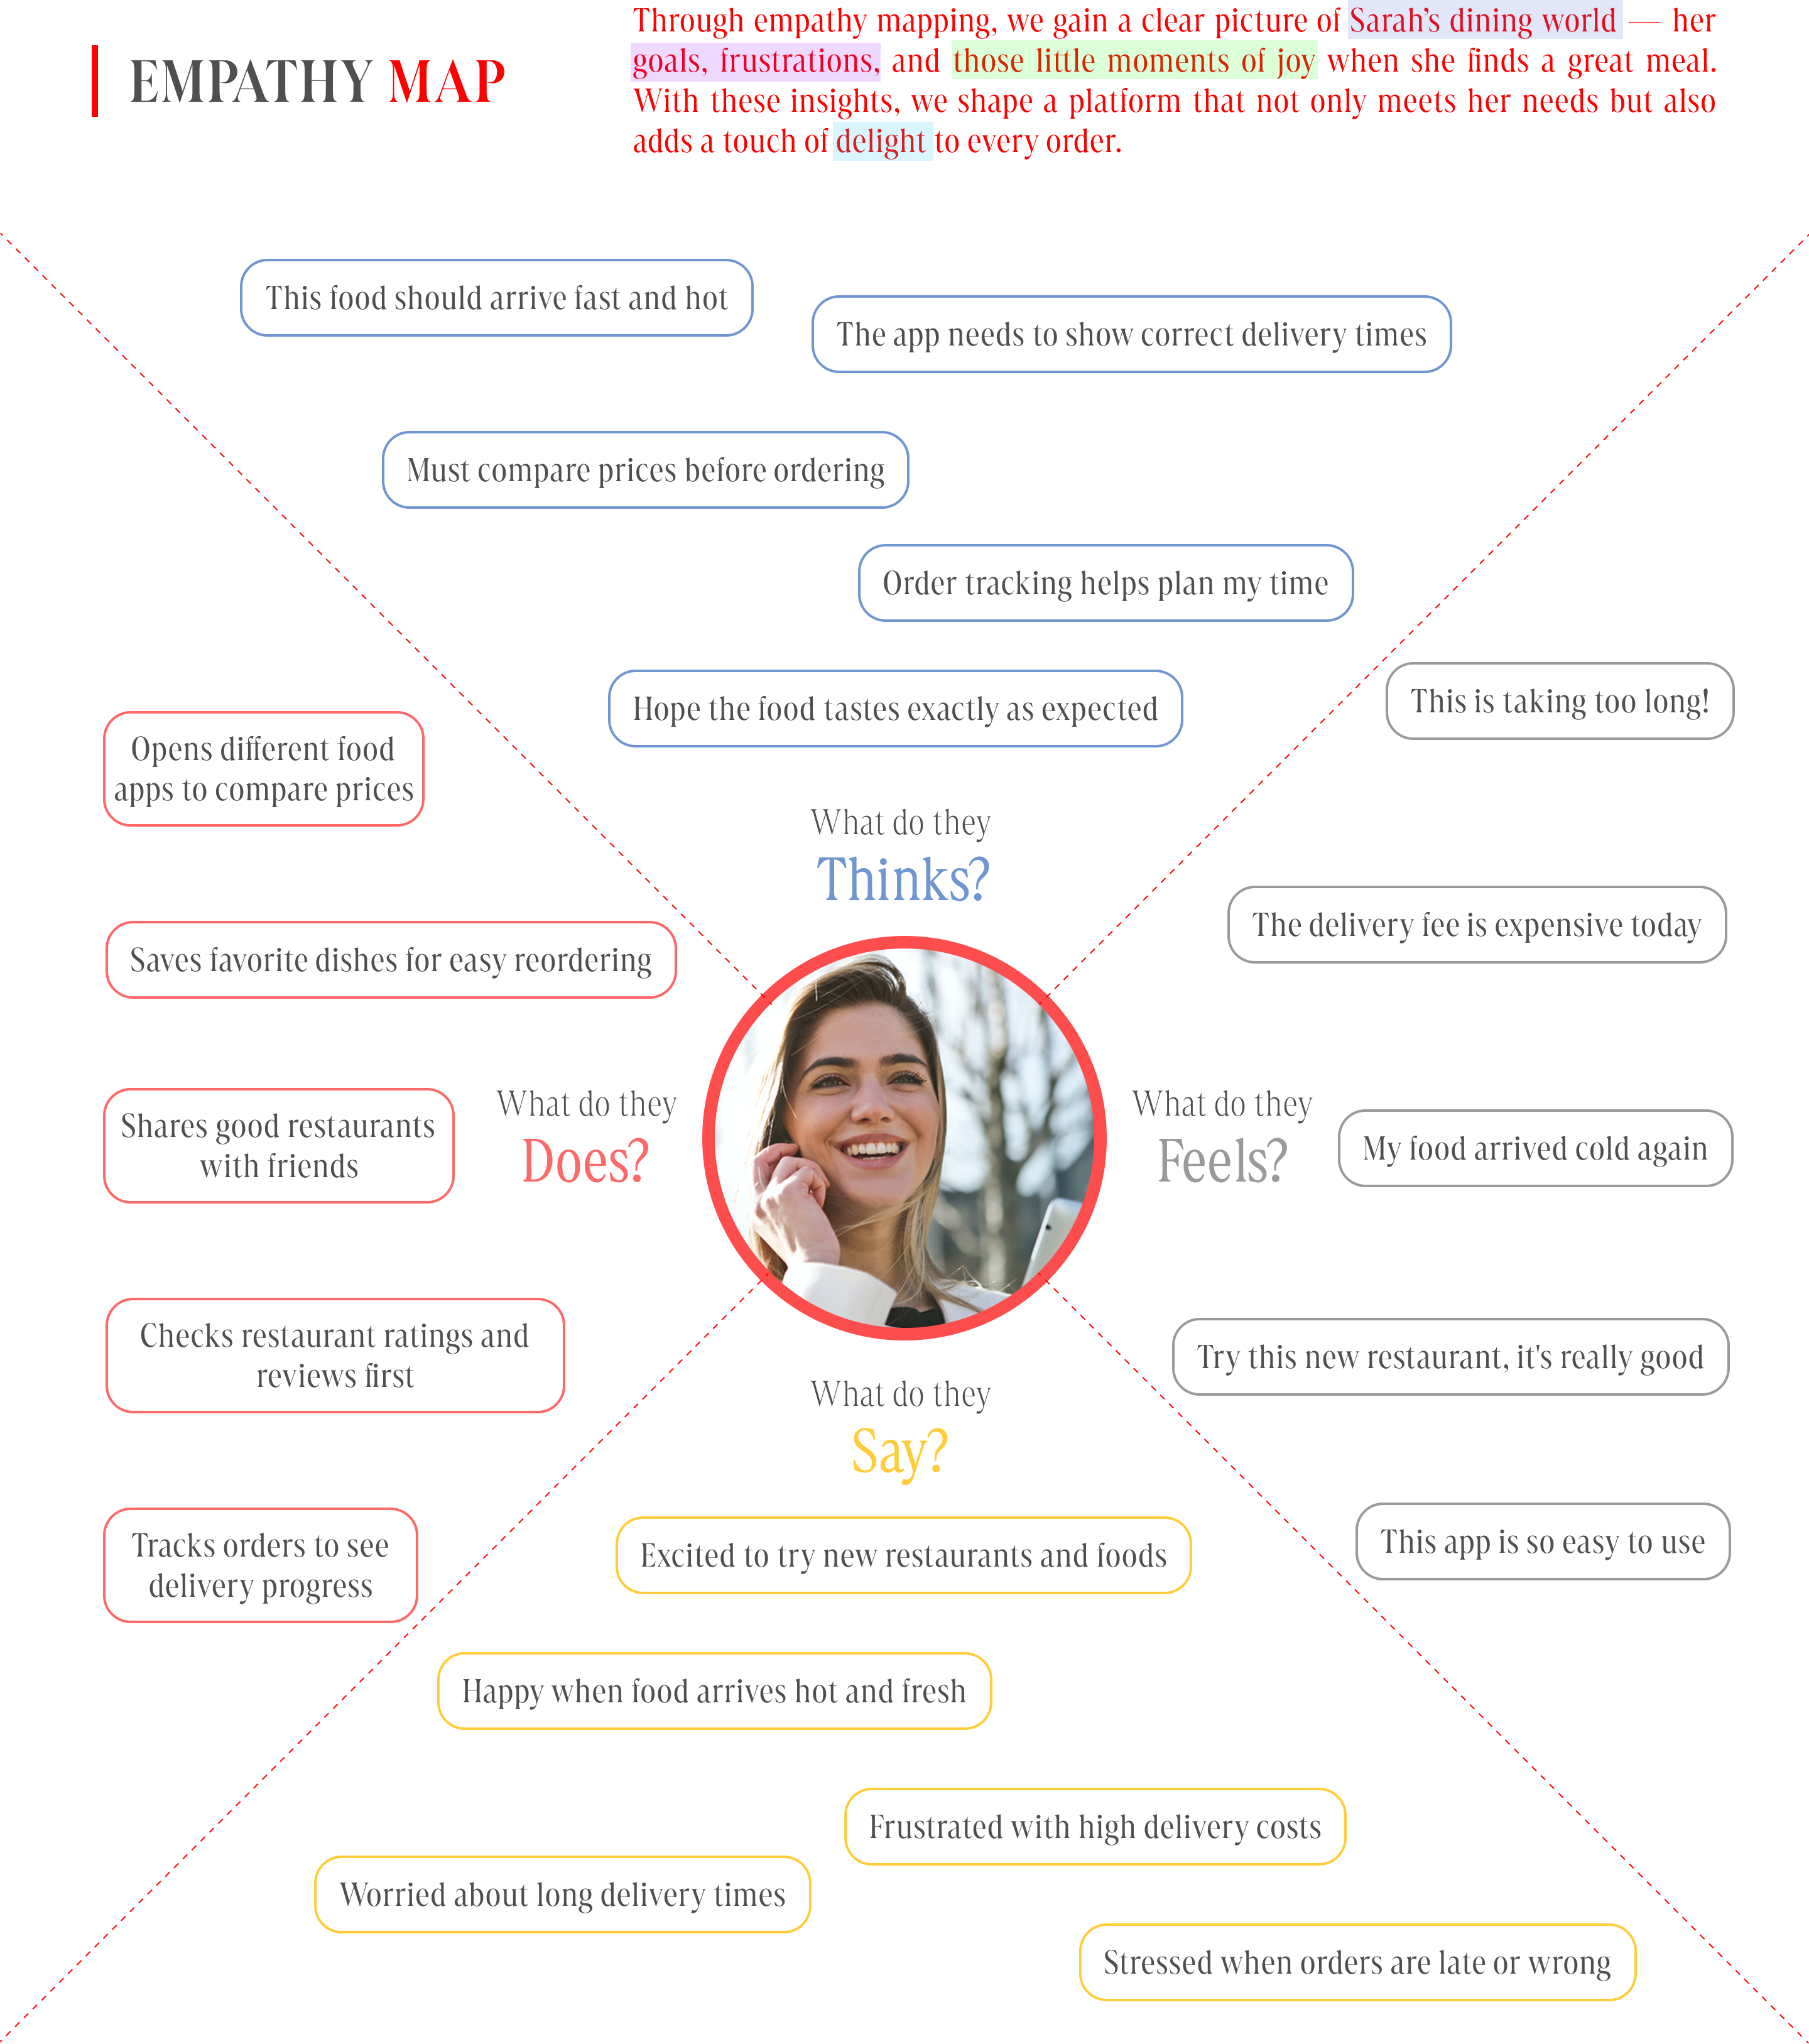 EMPATHY MAP
Through empathy mapping, we gain a clear picture of Sarah’s dining world — her
goals, frustrations, and those little moments of joy when she finds a great meal.
With these insights, we shape a platform that not only meets her needs but also
adds a touch of delight to every order.
This food should arrive fast and hot
The app needs to show correct delivery times
Must compare prices before ordering
Order tracking helps plan my time
Hope the food tastes exactly as expected
What do they
Thinks?
Opens different food
apps to compare prices
Saves favorite dishes for easy reordering
Shares good restaurants
with friends
Checks restaurant ratings and
reviews first
Tracks orders to see
delivery progress
What do they
Does?
What do they
Feels?
This is taking too long!
The delivery fee is expensive today
My food arrived cold again
Try this new restaurant, it's really good
This app is so easy to use
What do they
Say?
Excited to try new restaurants and foods
Happy when food arrives hot and fresh
Frustrated with high delivery costs
Worried about long delivery times
Stressed when orders are late or wrong